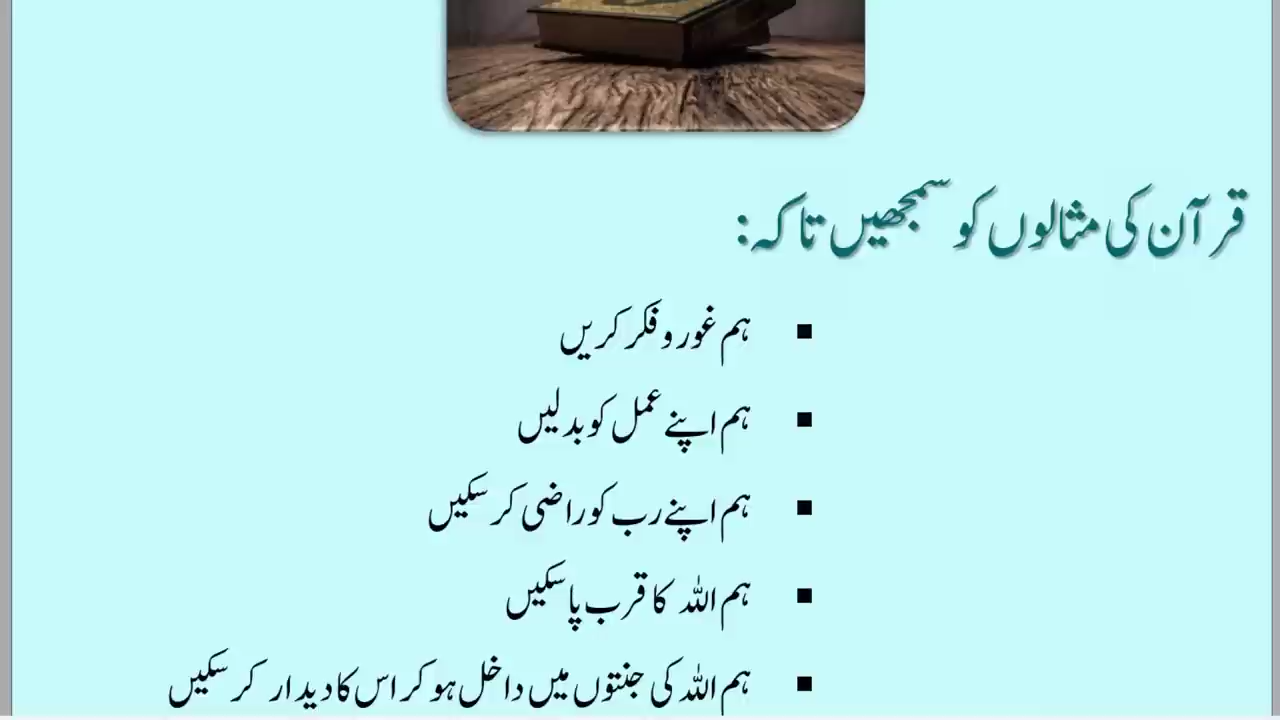 قرآن کی مثالوں کو سمجھیں تاکہ:
ہم غور و فکر کریں
ہم اپنے عمل کو بدلیں
ہم اپنے رب کو راضی کر سکیں
ہم اللہ کا قرب پا سکیں
ہم اللہ کی جنتوں میں داخل ہو کر اس کا دیدار کر سکیں